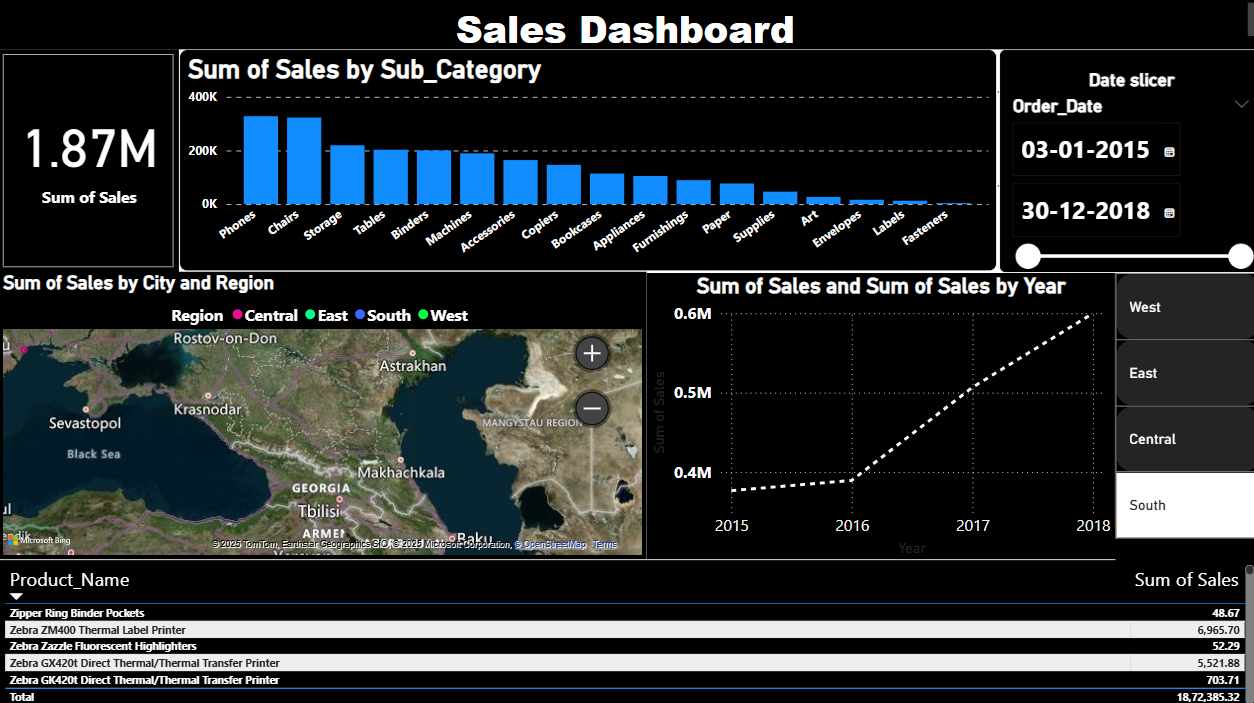 Sales Dashboard
1.87M
Sum of Sales
Sum of Sales by Sub_Category
400K
200K
0K
Phones
Chairs
Storage
Tables
Binders
Machines
Accessories
Copiers
Bookcases
Appliances
Furnishings
Paper
Supplies
Art
Envelopes
Labels
Fasteners
Date slicer
Order_Date
03-01-2015
30-12-2018
Sum of Sales by City and Region
Region Central East South West
Rostov-on-Don
Astrakhan
Krasnodar
Sevastopol
MANGYSTAU REGION
Black Sea
Makhachkala
GEORGIA
Tbilisi
Baku
Microsoft Bing
© 2025 TomTom, Earthstar Geographics SIO, © 2025 Microsoft Corporation, © OpenStreetMap Terms
Sum of Sales and Sum of Sales by Year
0.6M
0.5M
0.4M
Sum of Sales
2015 2016 2017 2018
Year
West
East
Central
South
Product_Name Sum of Sales
Zipper Ring Binder Pockets 48.67
Zebra ZM400 Thermal Label Printer 6,965.70
Zebra Zazzle Fluorescent Highlighters 52.29
Zebra GX420t Direct Thermal/Thermal Transfer Printer 5,521.88
Zebra GK420t Direct Thermal/Thermal Transfer Printer 703.71
Total 18,72,385.32